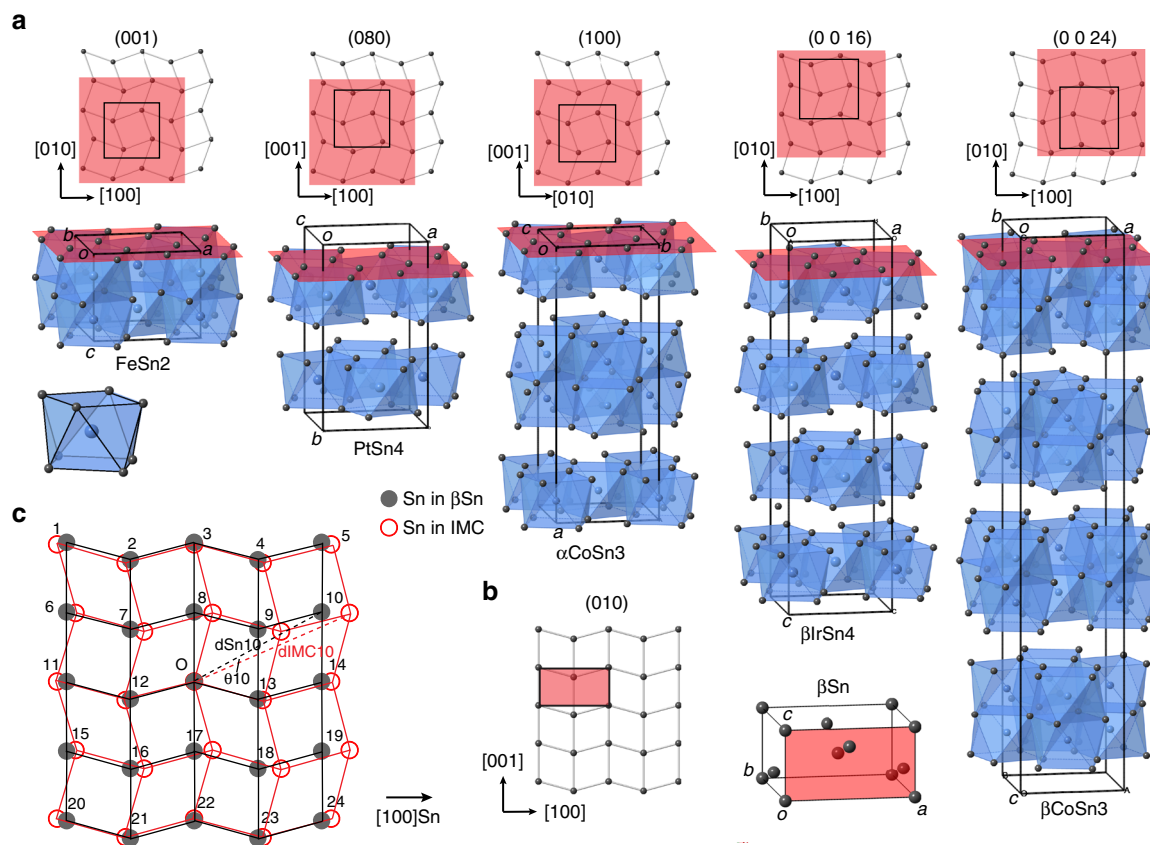 a
(001)
(080)
(100)
(0 0 16)
(0 0 24)
[010]
[100]
[001]
[100]
[001]
[010]
[010]
[100]
[010]
[100]
b
o
a
c
FeSn2
c
o
a
b
PtSn4
c
o
b
a
αCoSn3
b
o
a
c
βIrSn4
b
o
a
c
A
βCoSn3
c
Sn in βSn
Sn in IMC
1
2
3
4
5
6
7
8
9
10
dSn10
dIMC10
θ10
11
12
O
13
14
15
16
17
18
19
20
21
22
23
24
[100]Sn
b
(010)
[001]
[100]
βSn
c
b
o
a